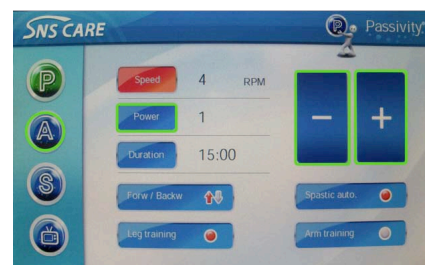 SNS CARE
P Passivity
P
Speed 4 RPM
A
Power 1
- +
Duration 15:00
S
Forw / Backw
Spastic auto.
Leg training
Arm training